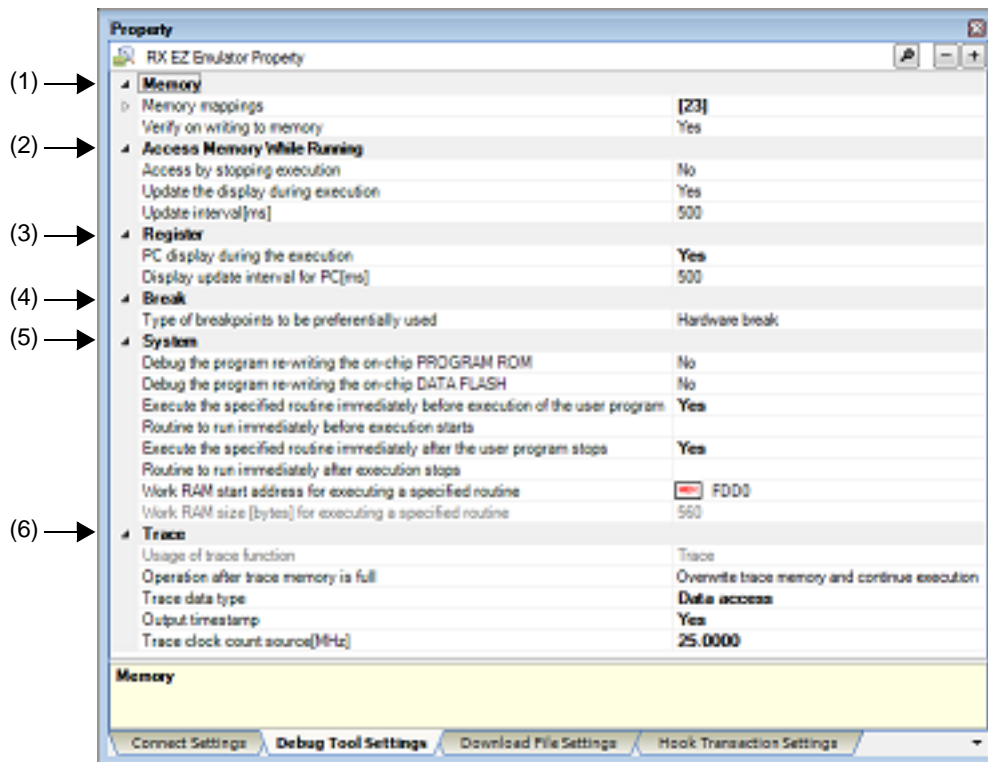 Property
RX EZ Emulator Property
(1) Memory
Memory mappings [23]
Verify on writing to memory Yes
(2) Access Memory While Running
Access by stopping execution No
Update the display during execution Yes
Update interval[ms] 500
(3) Register
PC display during the execution Yes
Display update interval for PC[ms] 500
(4) Break
Type of breakpoints to be preferentially used Hardware break
(5) System
Debug the program re-writing the on-chip PROGRAM ROM No
Debug the program re-writing the on-chip DATA FLASH No
Execute the specified routine immediately before execution of the user program Yes
Routine to run immediately before execution starts
Execute the specified routine immediately after the user program stops Yes
Routine to run immediately after execution stops
Work RAM start address for executing a specified routine FDD0
Work RAM size [bytes] for executing a specified routine 560
(6) Trace
Usage of trace function Trace
Operation after trace memory is full Overwrite trace memory and continue execution
Trace data type Data access
Output timestamp Yes
Trace clock count source[MHz] 25.0000
Memory
Connect Settings Debug Tool Settings Download File Settings Hook Transaction Settings